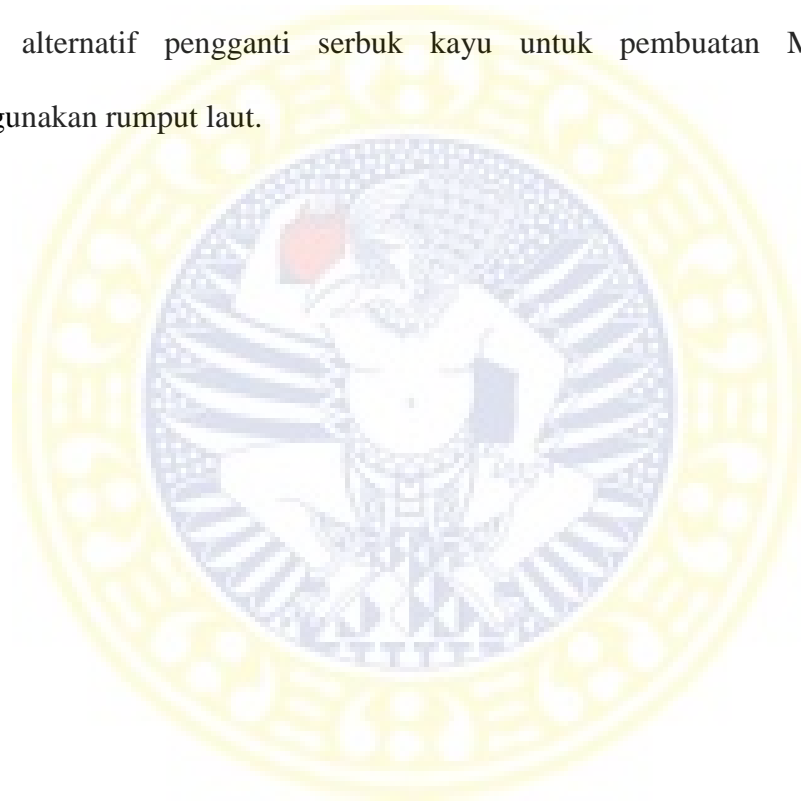 alternatif pengganti serbuk kayu untuk pembuatan M
gunakan rumput laut.